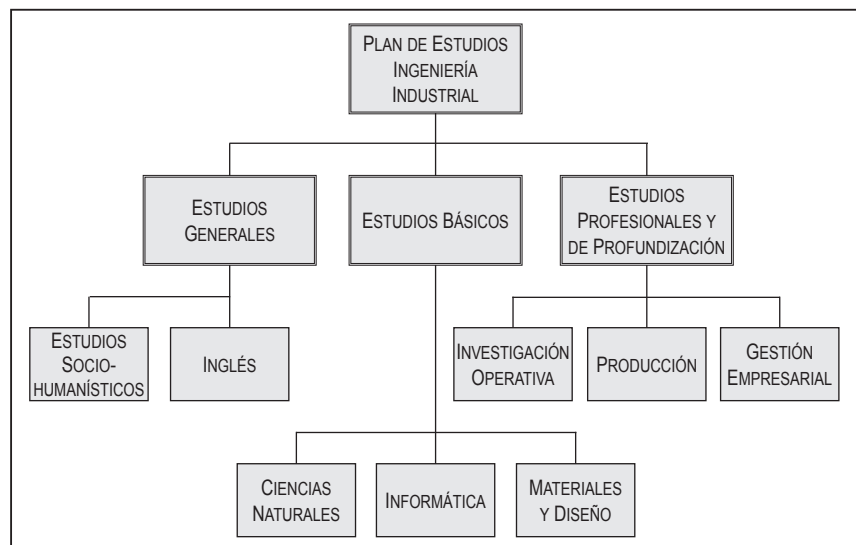 PLAN DE ESTUDIOS
INGENIERÍA
INDUSTRIAL
ESTUDIOS
GENERALES
ESTUDIOS BÁSICOS
ESTUDIOS
PROFESIONALES Y
DE PROFUNDIZACIÓN
ESTUDIOS
SOCIO-
HUMANÍSTICOS
INGLÉS
INVESTIGACIÓN
OPERATIVA
PRODUCCIÓN
GESTIÓN
EMPRESARIAL
CIENCIAS
NATURALES
INFORMÁTICA
MATERIALES
Y DISEÑO